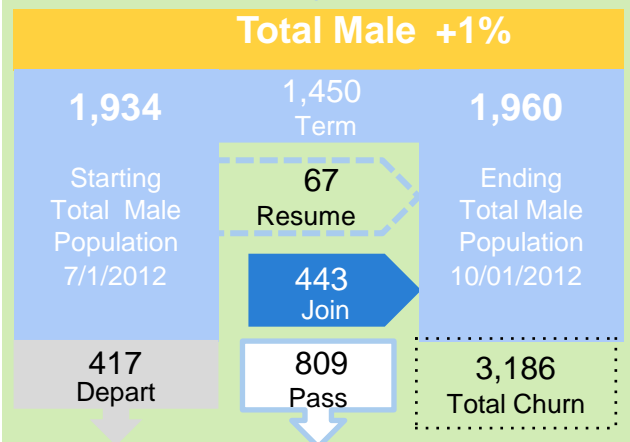 Total Male +1%
1,934
1,450
Term
1,960
Starting
Total Male
Population
7/1/2012
67
Resume
443
Join
Ending
Total Male
Population
10/01/2012
417
Depart
809
Pass
3,186
Total Churn